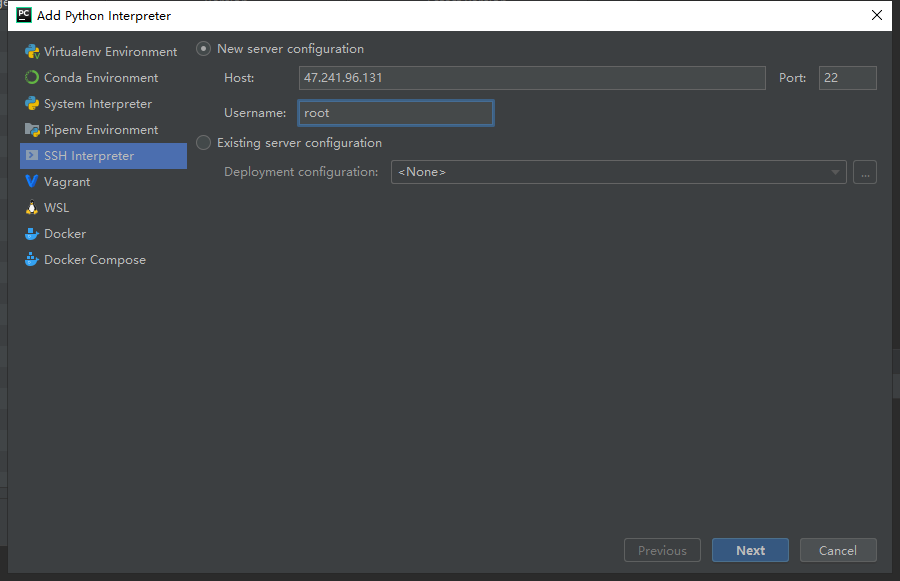 Add Python Interpreter
Virtualenv Environment
Conda Environment
System Interpreter
Pipenv Environment
SSH Interpreter
Vagrant
WSL
Docker
Docker Compose
New server configuration
Host: 47.241.96.131 Port: 22
Username: root
Existing server configuration
Deployment configuration: <None> ...
Previous Next Cancel